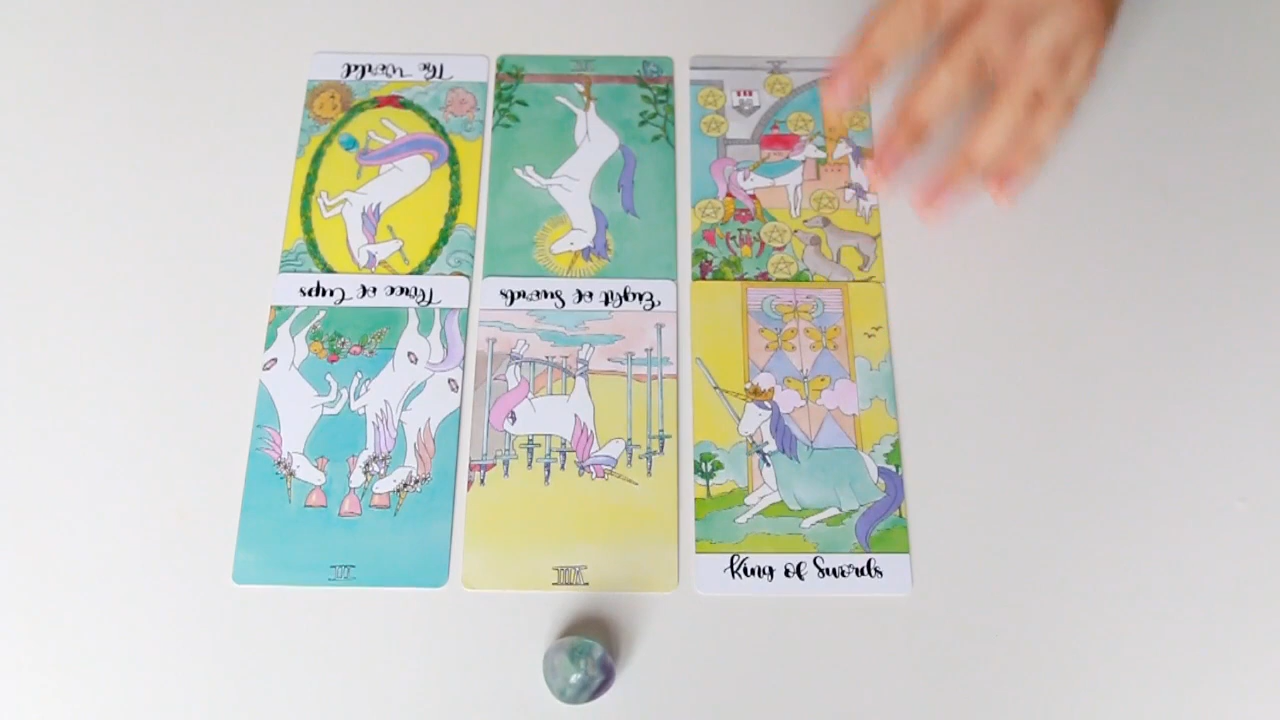 The World
X
Three of Cups
Eight of Swords
III
VIII
King of Swords